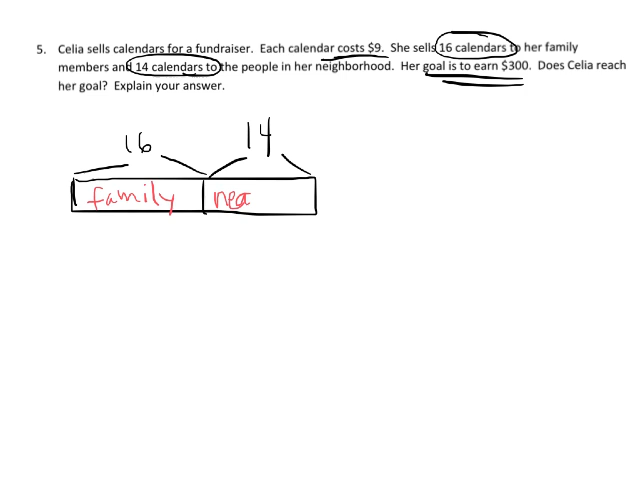 5. Celia sells calendars for a fundraiser. Each calendar costs $9. She sells 16 calendars to her family
members and 14 calendars to the people in her neighborhood. Her goal is to earn $300. Does Celia reach
her goal? Explain your answer.
16 14
family nea